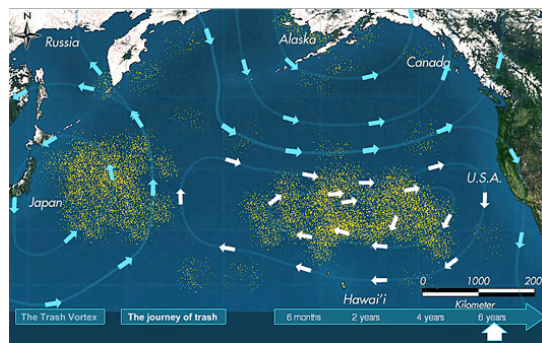 N
Russia
Alaska
Canada
U.S.A.
Japan
Hawai'i
0 1000 200
Kilometer
The Trash Vortex
The journey of trash
6 months
2 years
4 years
6 years